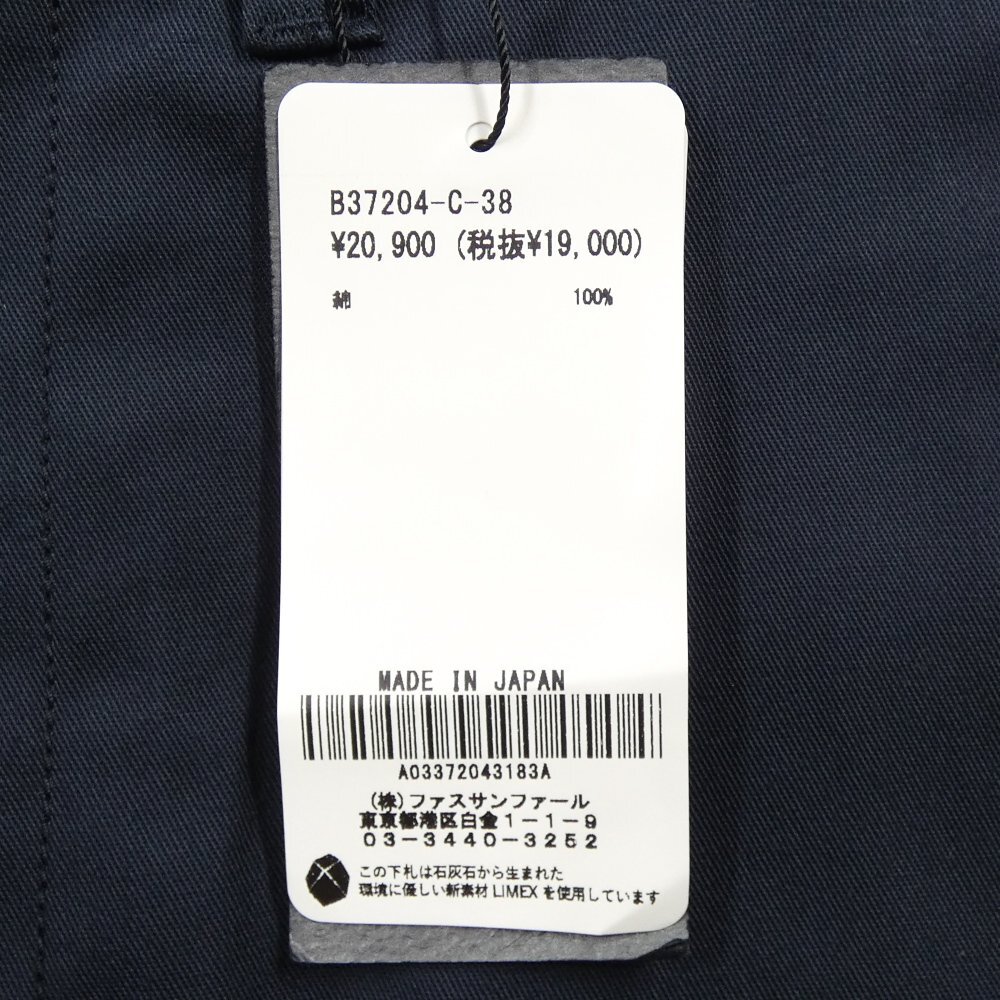 B37204-C-38
¥20,900 (税抜¥19,000)
綿 100%
MADE IN JAPAN
A03372043183A
(株)ファスサンファール
東京都港区白金1-1-9
03-3440-3252
この下札は石灰石から生まれた
環境に優しい新素材 LIMEX を使用しています